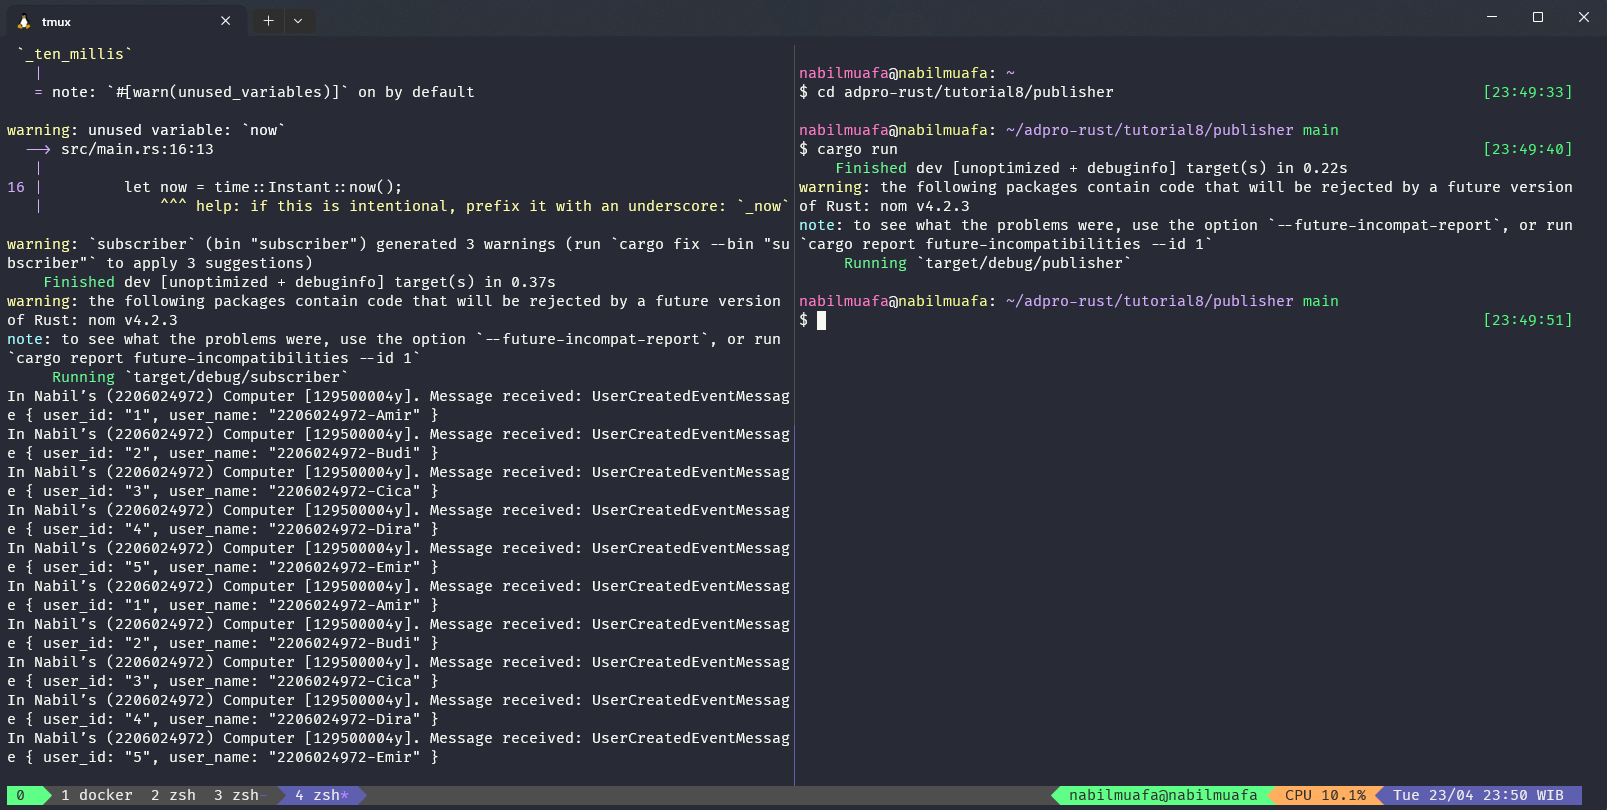 tmux
`_ten_millis`
|
= note: `#[warn(unused_variables)]` on by default
warning: unused variable: `now`
--> src/main.rs:16:13
|
16 |         let now = time::Instant::now();
|             ^^^ help: if this is intentional, prefix it with an underscore: `_now`
warning: `subscriber` (bin "subscriber") generated 3 warnings (run `cargo fix --bin "su
bscriber"` to apply 3 suggestions)
Finished dev [unoptimized + debuginfo] target(s) in 0.37s
warning: the following packages contain code that will be rejected by a future version
of Rust: nom v4.2.3
note: to see what the problems were, use the option `--future-incompat-report`, or run
`cargo report future-incompatibilities --id 1`
Running `target/debug/subscriber`
In Nabil's (2206024972) Computer [129500004y]. Message received: UserCreatedEventMessag
e { user_id: "1", user_name: "2206024972-Amir" }
In Nabil's (2206024972) Computer [129500004y]. Message received: UserCreatedEventMessag
e { user_id: "2", user_name: "2206024972-Budi" }
In Nabil's (2206024972) Computer [129500004y]. Message received: UserCreatedEventMessag
e { user_id: "3", user_name: "2206024972-Cica" }
In Nabil's (2206024972) Computer [129500004y]. Message received: UserCreatedEventMessag
e { user_id: "4", user_name: "2206024972-Dira" }
In Nabil's (2206024972) Computer [129500004y]. Message received: UserCreatedEventMessag
e { user_id: "5", user_name: "2206024972-Emir" }
In Nabil's (2206024972) Computer [129500004y]. Message received: UserCreatedEventMessag
e { user_id: "1", user_name: "2206024972-Amir" }
In Nabil's (2206024972) Computer [129500004y]. Message received: UserCreatedEventMessag
e { user_id: "2", user_name: "2206024972-Budi" }
In Nabil's (2206024972) Computer [129500004y]. Message received: UserCreatedEventMessag
e { user_id: "3", user_name: "2206024972-Cica" }
In Nabil's (2206024972) Computer [129500004y]. Message received: UserCreatedEventMessag
e { user_id: "4", user_name: "2206024972-Dira" }
In Nabil's (2206024972) Computer [129500004y]. Message received: UserCreatedEventMessag
e { user_id: "5", user_name: "2206024972-Emir" }
nabilmuafa@nabilmuafa: ~
$ cd adpro-rust/tutorial8/publisher [23:49:33]
nabilmuafa@nabilmuafa: ~/adpro-rust/tutorial8/publisher main
$ cargo run [23:49:40]
Finished dev [unoptimized + debuginfo] target(s) in 0.22s
warning: the following packages contain code that will be rejected by a future version
of Rust: nom v4.2.3
note: to see what the problems were, use the option `--future-incompat-report`, or run
`cargo report future-incompatibilities --id 1`
Running `target/debug/publisher`
nabilmuafa@nabilmuafa: ~/adpro-rust/tutorial8/publisher main
$ [23:49:51]
0 1 docker 2 zsh 3 zsh- 4 zsh* nabilmuafa@nabilmuafa CPU 10.1% Tue 23/04 23:50 WIB